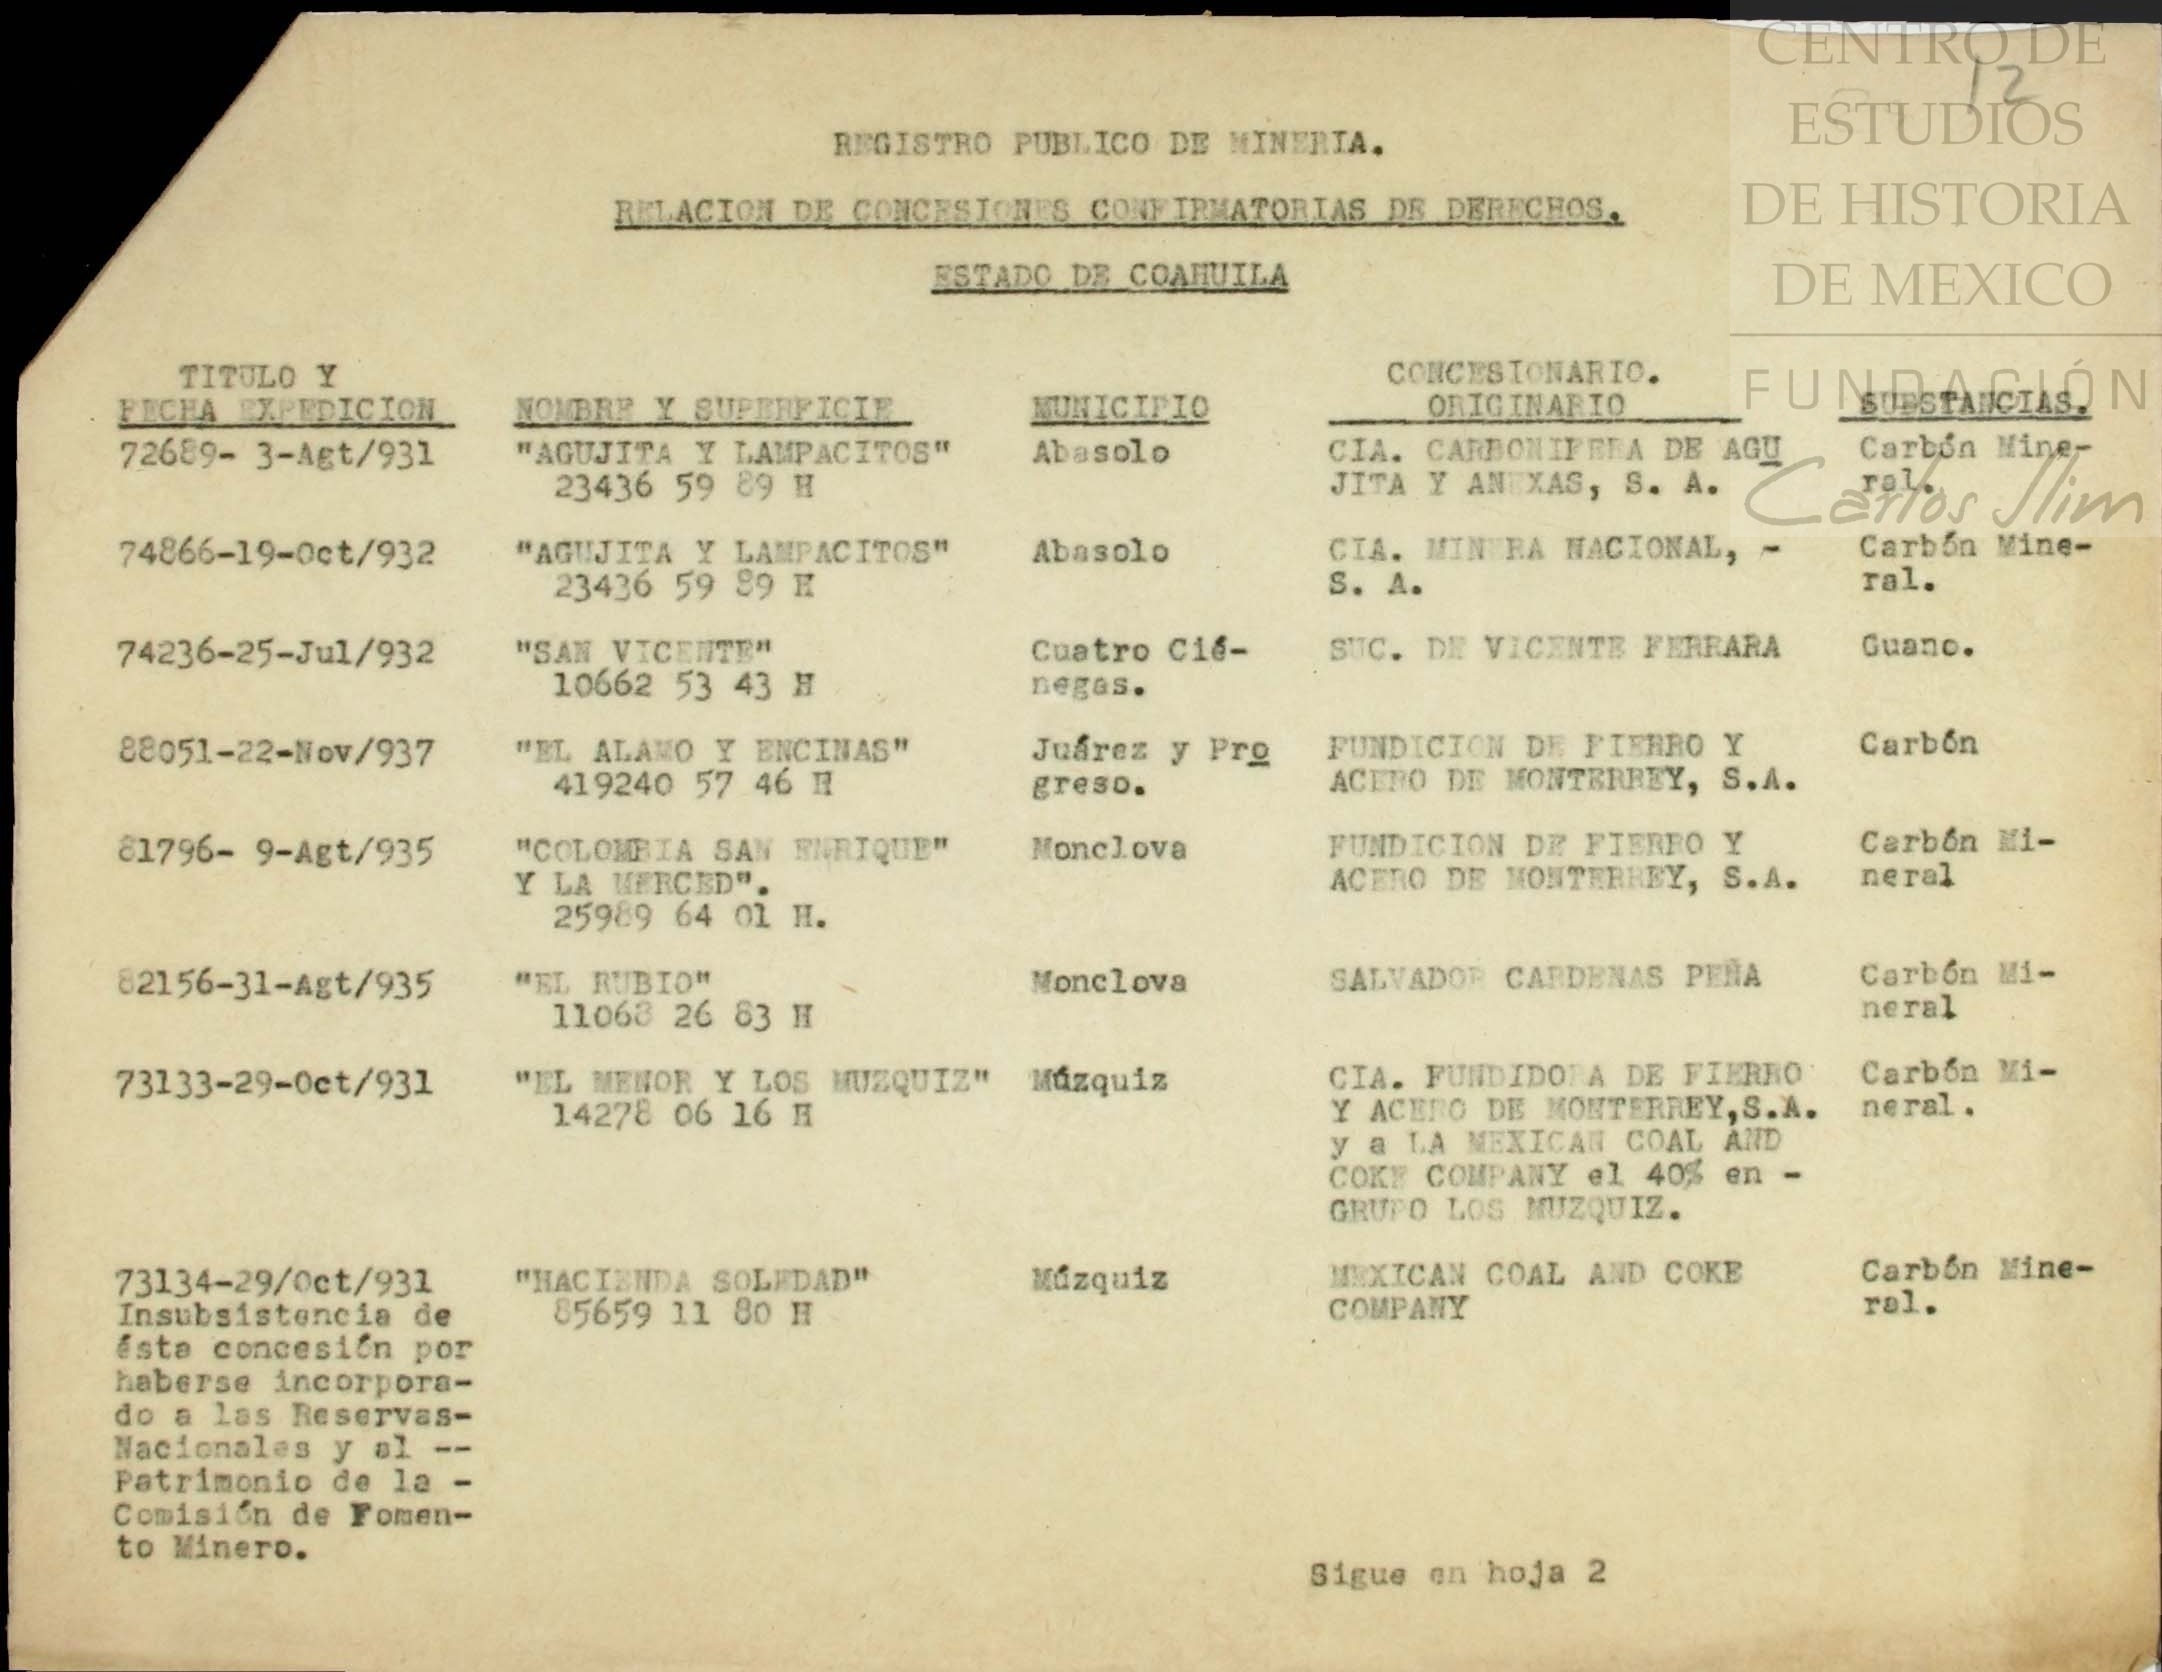 CENTRO DE
ESTUDIOS
DE HISTORIA
DE MEXICO
FUNDACIÓN
Carlos Slim
12
REGISTRO PUBLICO DE MINERIA.
RELACION DE CONCESIONES CONFIRMATORIAS DE DERECHOS.
ESTADO DE COAHUILA
TITULO Y CONCESIONARIO.
FECHA EXPEDICION NOMBRE Y SUPERFICIE MUNICIPIO ORIGINARIO SUBSTANCIAS.
72689- 3-Agt/931 "AGUJITA Y LAMPACITOS" Abasolo CIA. CARBONIFERA DE AGU Carbón Mine-
23436 59 89 H JITA Y ANEXAS, S. A. ral.
74866-19-Oct/932 "AGUJITA Y LAMPACITOS" Abasolo CIA. MINERA NACIONAL, - Carbón Mine-
23436 59 89 H S. A. ral.
74236-25-Jul/932 "SAN VICENTE" Cuatro Cié- SUC. DE VICENTE FERRARA Guano.
10662 53 43 H negas.
88051-22-Nov/937 "EL ALAMO Y ENCINAS" Juárez y Pro FUNDICION DE FIERRO Y Carbón
419240 57 46 H greso. ACERO DE MONTERREY, S.A.
81796- 9-Agt/935 "COLOMBIA SAN ENRIQUE" Monclova FUNDICION DE FIERRO Y Carbón Mi-
Y LA MERCED". ACERO DE MONTERREY, S.A. neral
25989 64 01 H.
82156-31-Agt/935 "EL RUBIO" Monclova SALVADOR CARDENAS PEÑA Carbón Mi-
11068 26 83 H neral
73133-29-Oct/931 "EL MENOR Y LOS MUZQUIZ" Múzquiz CIA. FUNDIDORA DE FIERRO Carbón Mi-
14278 06 16 H Y ACERO DE MONTERREY,S.A. neral.
y a LA MEXICAN COAL AND
COKE COMPANY el 40% en -
GRUPO LOS MUZQUIZ.
73134-29/Oct/931 "HACIENDA SOLEDAD" Múzquiz MEXICAN COAL AND COKE Carbón Mine-
Insubsistencia de 85659 11 80 H COMPANY ral.
ésta concesión por
haberse incorpora-
do a las Reservas-
Nacionales y al --
Patrimonio de la -
Comisión de Fomen-
to Minero.
Sigue en hoja 2